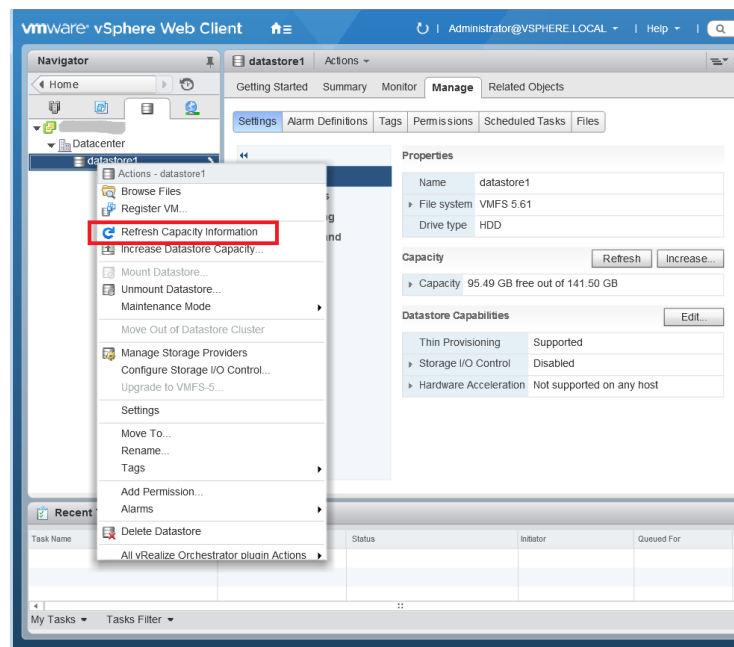 vmware® vSphere Web Client
Administrator@VSPHERE.LOCAL
Help
Navigator
Home
Datacenter
datastore1
datastore1
Actions
Getting Started
Summary
Monitor
Manage
Related Objects
Settings
Alarm Definitions
Tags
Permissions
Scheduled Tasks
Files
Actions - datastore1
Browse Files
Register VM...
Refresh Capacity Information
Increase Datastore Capacity...
Mount Datastore...
Unmount Datastore...
Maintenance Mode
Move Out of Datastore Cluster
Manage Storage Providers
Configure Storage I/O Control...
Upgrade to VMFS-5...
Settings
Move To...
Rename...
Tags
Add Permission...
Alarms
Delete Datastore
All vRealize Orchestrator plugin Actions
Properties
Name datastore1
File system VMFS 5.61
Drive type HDD
Capacity
Refresh
Increase...
Capacity 95.49 GB free out of 141.50 GB
Datastore Capabilities
Edit...
Thin Provisioning Supported
Storage I/O Control Disabled
Hardware Acceleration Not supported on any host
Recent
Task Name
Status
Initiator
Queued For
My Tasks
Tasks Filter